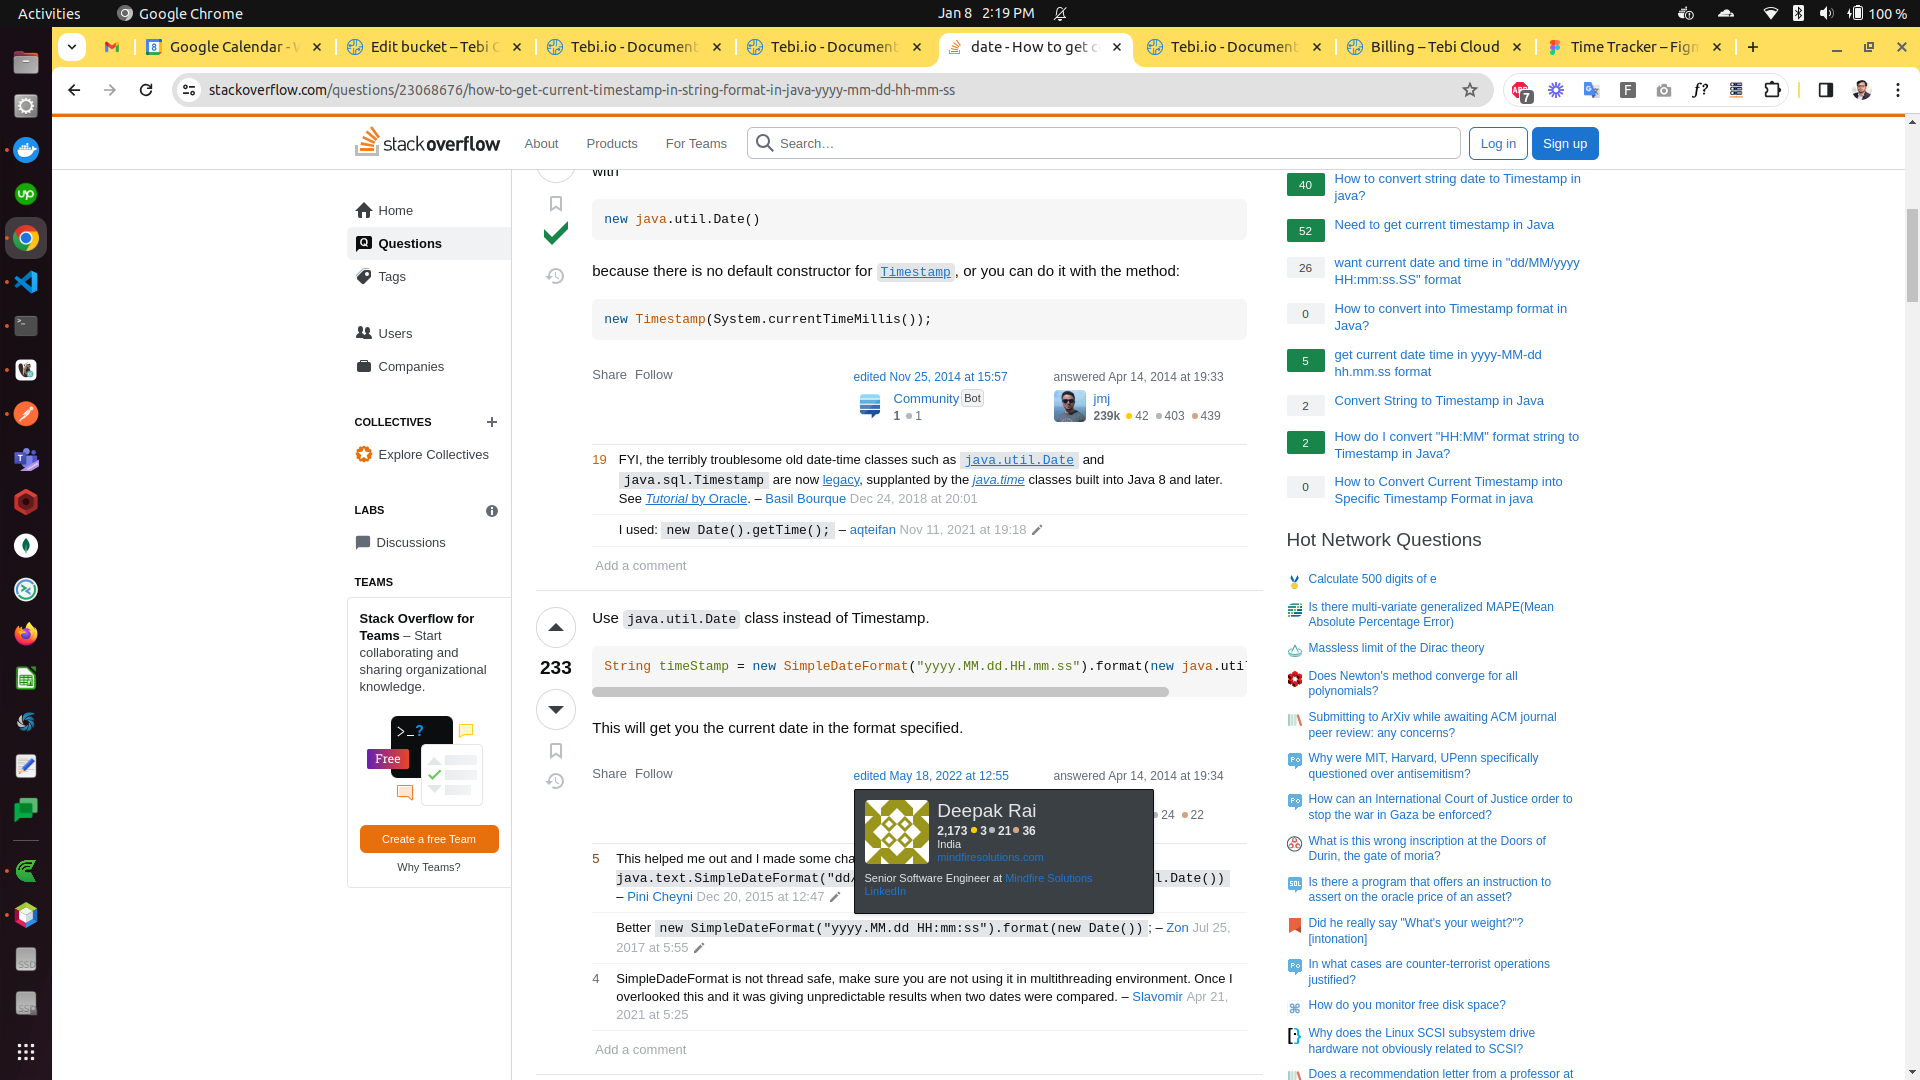 Activities
Google Chrome
Jan 8 2:19 PM
100 %
Google Calendar - W
Edit bucket – Tebi C
Tebi.io - Document
Tebi.io - Document
date - How to get c
Tebi.io - Document
Billing – Tebi Cloud
Time Tracker – Figm
stackoverflow.com/questions/23068676/how-to-get-current-timestamp-in-string-format-in-java-yyyy-mm-dd-hh-mm-ss
7
F
f?
stackoverflow
About
Products
For Teams
Search…
Log in
Sign up
Home
Questions
Tags
Users
Companies
COLLECTIVES
Explore Collectives
LABS
Discussions
TEAMS
Stack Overflow for
Teams – Start
collaborating and
sharing organizational
knowledge.
>_?
Free
Create a free Team
Why Teams?
with
new java.util.Date()
because there is no default constructor for Timestamp, or you can do it with the method:
new Timestamp(System.currentTimeMillis());
Share Follow
edited Nov 25, 2014 at 15:57
Community Bot
1 1
answered Apr 14, 2014 at 19:33
jmj
239k 42 403 439
19 FYI, the terribly troublesome old date-time classes such as java.util.Date and
java.sql.Timestamp are now legacy, supplanted by the java.time classes built into Java 8 and later.
See Tutorial by Oracle. – Basil Bourque Dec 24, 2018 at 20:01
I used: new Date().getTime(); – aqteifan Nov 11, 2021 at 19:18
Add a comment
233
Use java.util.Date class instead of Timestamp.
String timeStamp = new SimpleDateFormat("yyyy.MM.dd.HH.mm.ss").format(new java.util
This will get you the current date in the format specified.
Share Follow
edited May 18, 2022 at 12:55
answered Apr 14, 2014 at 19:34
24 22
Deepak Rai
2,173 3 21 36
India
mindfiresolutions.com
Senior Software Engineer at Mindfire Solutions
LinkedIn
5 This helped me out and I made some cha
java.text.SimpleDateFormat("dd/ l.Date())
– Pini Cheyni Dec 20, 2015 at 12:47
Better new SimpleDateFormat("yyyy.MM.dd HH:mm:ss").format(new Date()) ; – Zon Jul 25,
2017 at 5:55
4 SimpleDadeFormat is not thread safe, make sure you are not using it in multithreading environment. Once I
overlooked this and it was giving unpredictable results when two dates were compared. – Slavomir Apr 21,
2021 at 5:25
Add a comment
40 How to convert string date to Timestamp in
java?
52 Need to get current timestamp in Java
26 want current date and time in "dd/MM/yyyy
HH:mm:ss.SS" format
0 How to convert into Timestamp format in
Java?
5 get current date time in yyyy-MM-dd
hh.mm.ss format
2 Convert String to Timestamp in Java
2 How do I convert "HH:MM" format string to
Timestamp in Java?
0 How to Convert Current Timestamp into
Specific Timestamp Format in java
Hot Network Questions
Calculate 500 digits of e
Is there multi-variate generalized MAPE(Mean
Absolute Percentage Error)
Massless limit of the Dirac theory
Does Newton's method converge for all
polynomials?
Submitting to ArXiv while awaiting ACM journal
peer review: any concerns?
Why were MIT, Harvard, UPenn specifically
questioned over antisemitism?
How can an International Court of Justice order to
stop the war in Gaza be enforced?
What is this wrong inscription at the Doors of
Durin, the gate of moria?
Is there a program that offers an instruction to
assert on the oracle price of an asset?
Did he really say "What's your weight?"?
[intonation]
In what cases are counter-terrorist operations
justified?
How do you monitor free disk space?
Why does the Linux SCSI subsystem drive
hardware not obviously related to SCSI?
Does a recommendation letter from a professor at